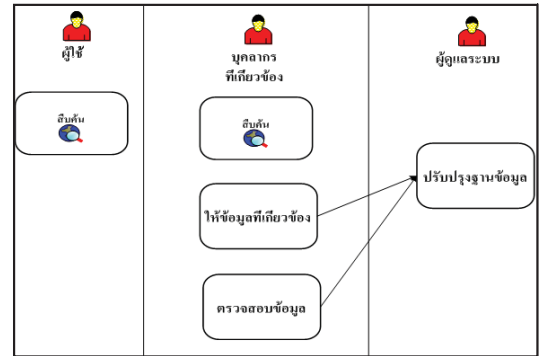 ผู้ใช้
บุคลากร
ที่เกี่ยวข้อง
ผู้ดูแลระบบ
สืบค้น
สืบค้น
ปรับปรุงฐานข้อมูล
ให้ข้อมูลที่เกี่ยวข้อง
ตรวจสอบข้อมูล